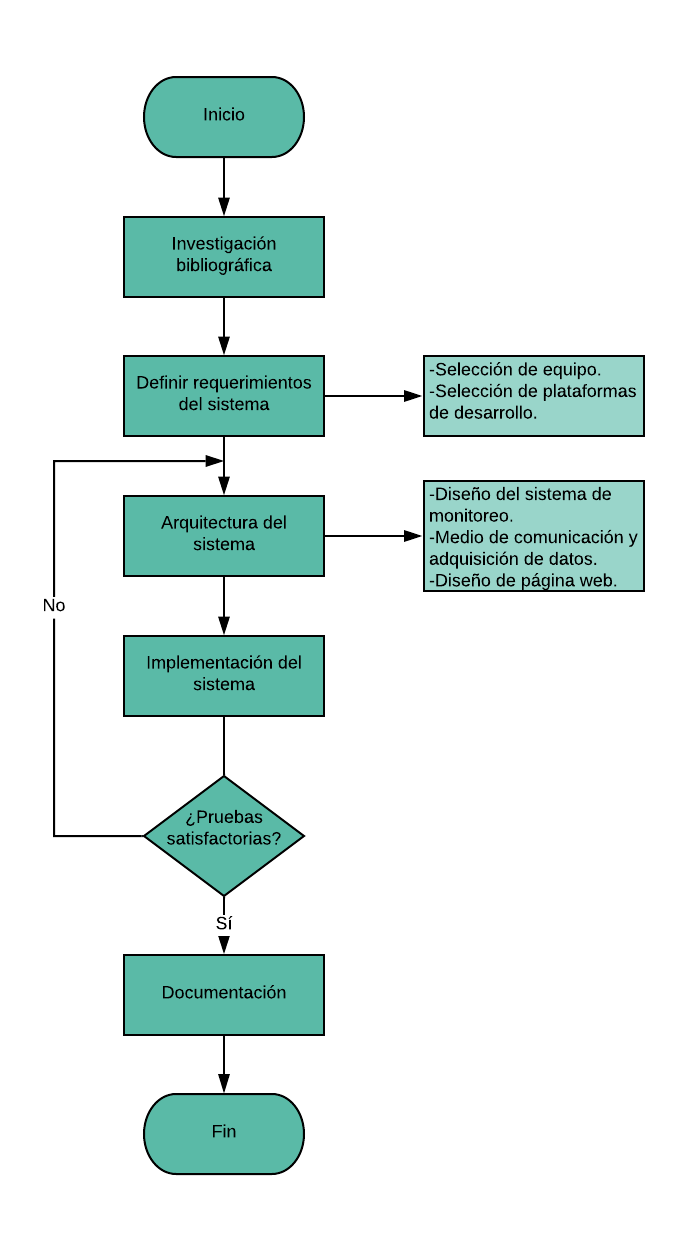 Inicio
Investigación
bibliográfica
Definir requerimientos
del sistema
-Selección de equipo.
-Selección de plataformas
de desarrollo.
Arquitectura del
sistema
-Diseño del sistema de
monitoreo.
-Medio de comunicación y
adquisición de datos.
-Diseño de página web.
No
Implementación del
sistema
¿Pruebas
satisfactorias?
Sí
Documentación
Fin